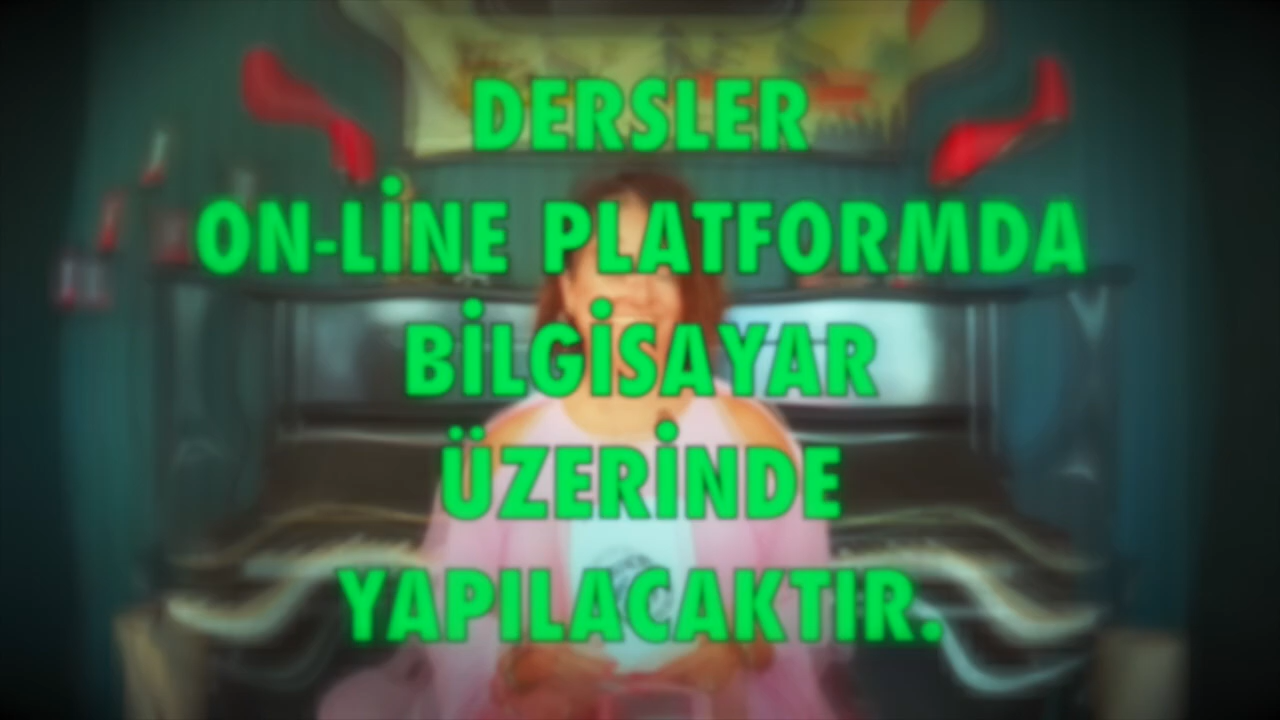 DERSLER
ON-LİNE PLATFORMDA
BİLGİSAYAR
ÜZERİNDE
YAPILACAKTIR.